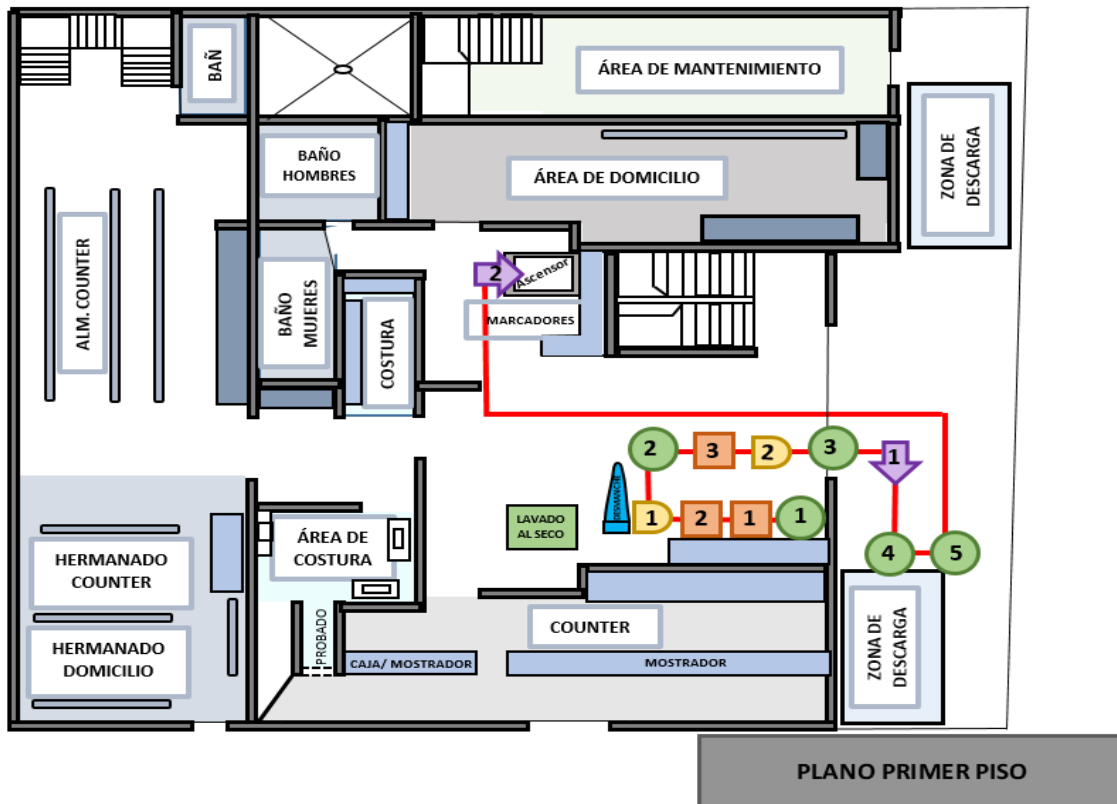 BAÑ
ÁREA DE MANTENIMIENTO
ZONA DE
DESCARGA
BAÑO
HOMBRES
ÁREA DE DOMICILIO
ALM. COUNTER
BAÑO
MUJERES
COSTURA
2
Ascensor
MARCADORES
2
3
2
3
1
DESMANCHE
1
2
1
1
LAVADO
AL SECO
4
5
ÁREA DE
COSTURA
HERMANADO
COUNTER
HERMANADO
DOMICILIO
PROBADO
COUNTER
CAJA/ MOSTRADOR
MOSTRADOR
ZONA DE
DESCARGA
PLANO PRIMER PISO